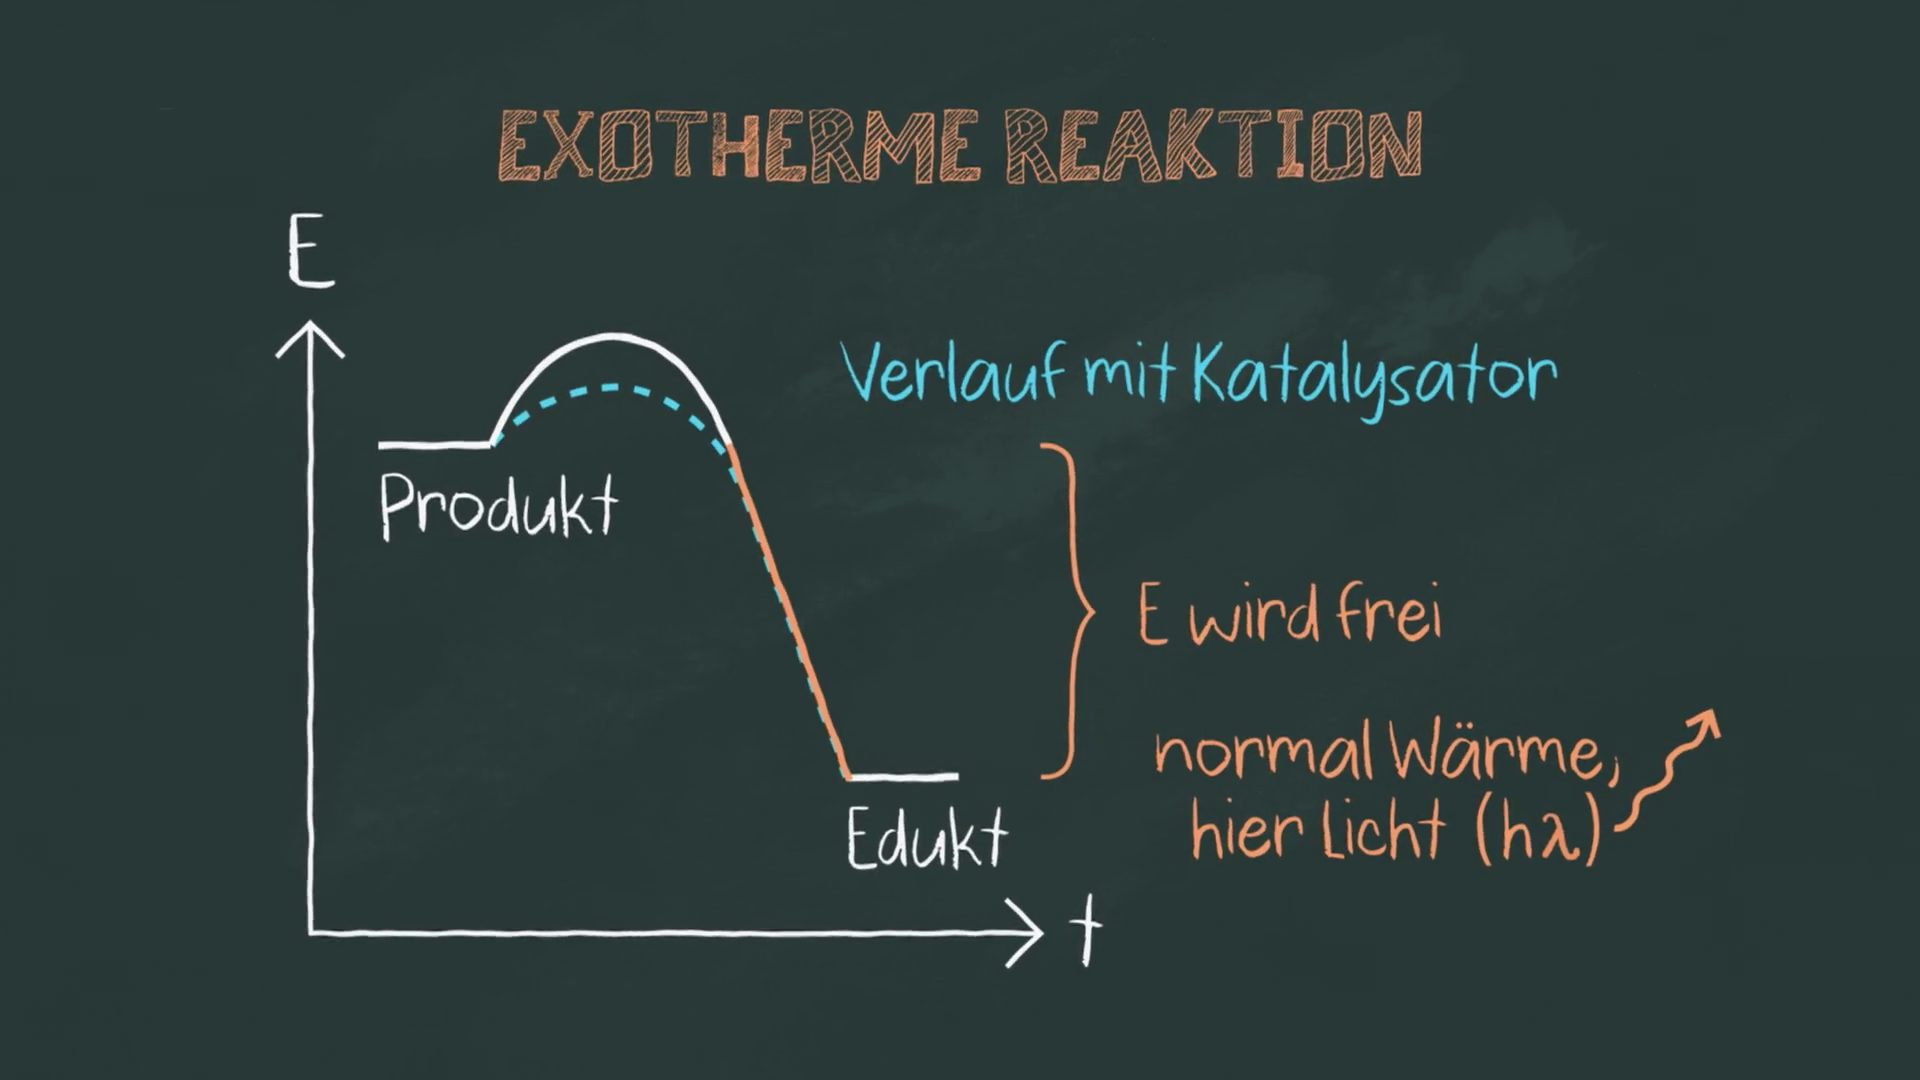 EXOTHERME REAKTION
E
Verlauf mit Katalysator
Produkt
E wird frei
normal Wärme,
hier Licht (hλ)
Edukt
t